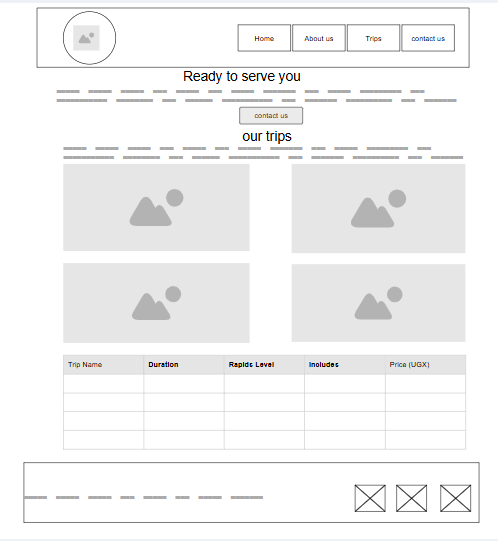 Home
About us
Trips
contact us
Ready to serve you
contact us
our trips
Trip Name
Duration
Rapids Level
Includes
Price (UGX)